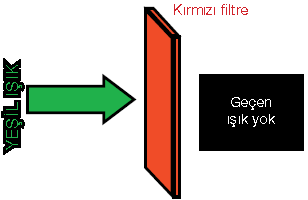 Kırmızı filtre
YEŞİL IŞIK
Geçen
ışık yok